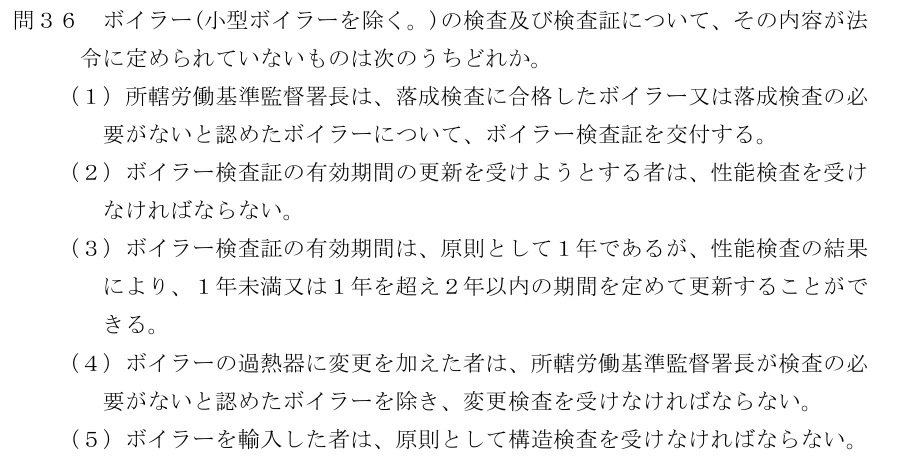 問３６　ボイラー(小型ボイラーを除く。)の検査及び検査証について、その内容が法
令に定められていないものは次のうちどれか。
（１）所轄労働基準監督署長は、落成検査に合格したボイラー又は落成検査の必
要がないと認めたボイラーについて、ボイラー検査証を交付する。
（２）ボイラー検査証の有効期間の更新を受けようとする者は、性能検査を受け
なければならない。
（３）ボイラー検査証の有効期間は、原則として１年であるが、性能検査の結果
により、１年未満又は１年を超え２年以内の期間を定めて更新することがで
きる。
（４）ボイラーの過熱器に変更を加えた者は、所轄労働基準監督署長が検査の必
要がないと認めたボイラーを除き、変更検査を受けなければならない。
（５）ボイラーを輸入した者は、原則として構造検査を受けなければならない。